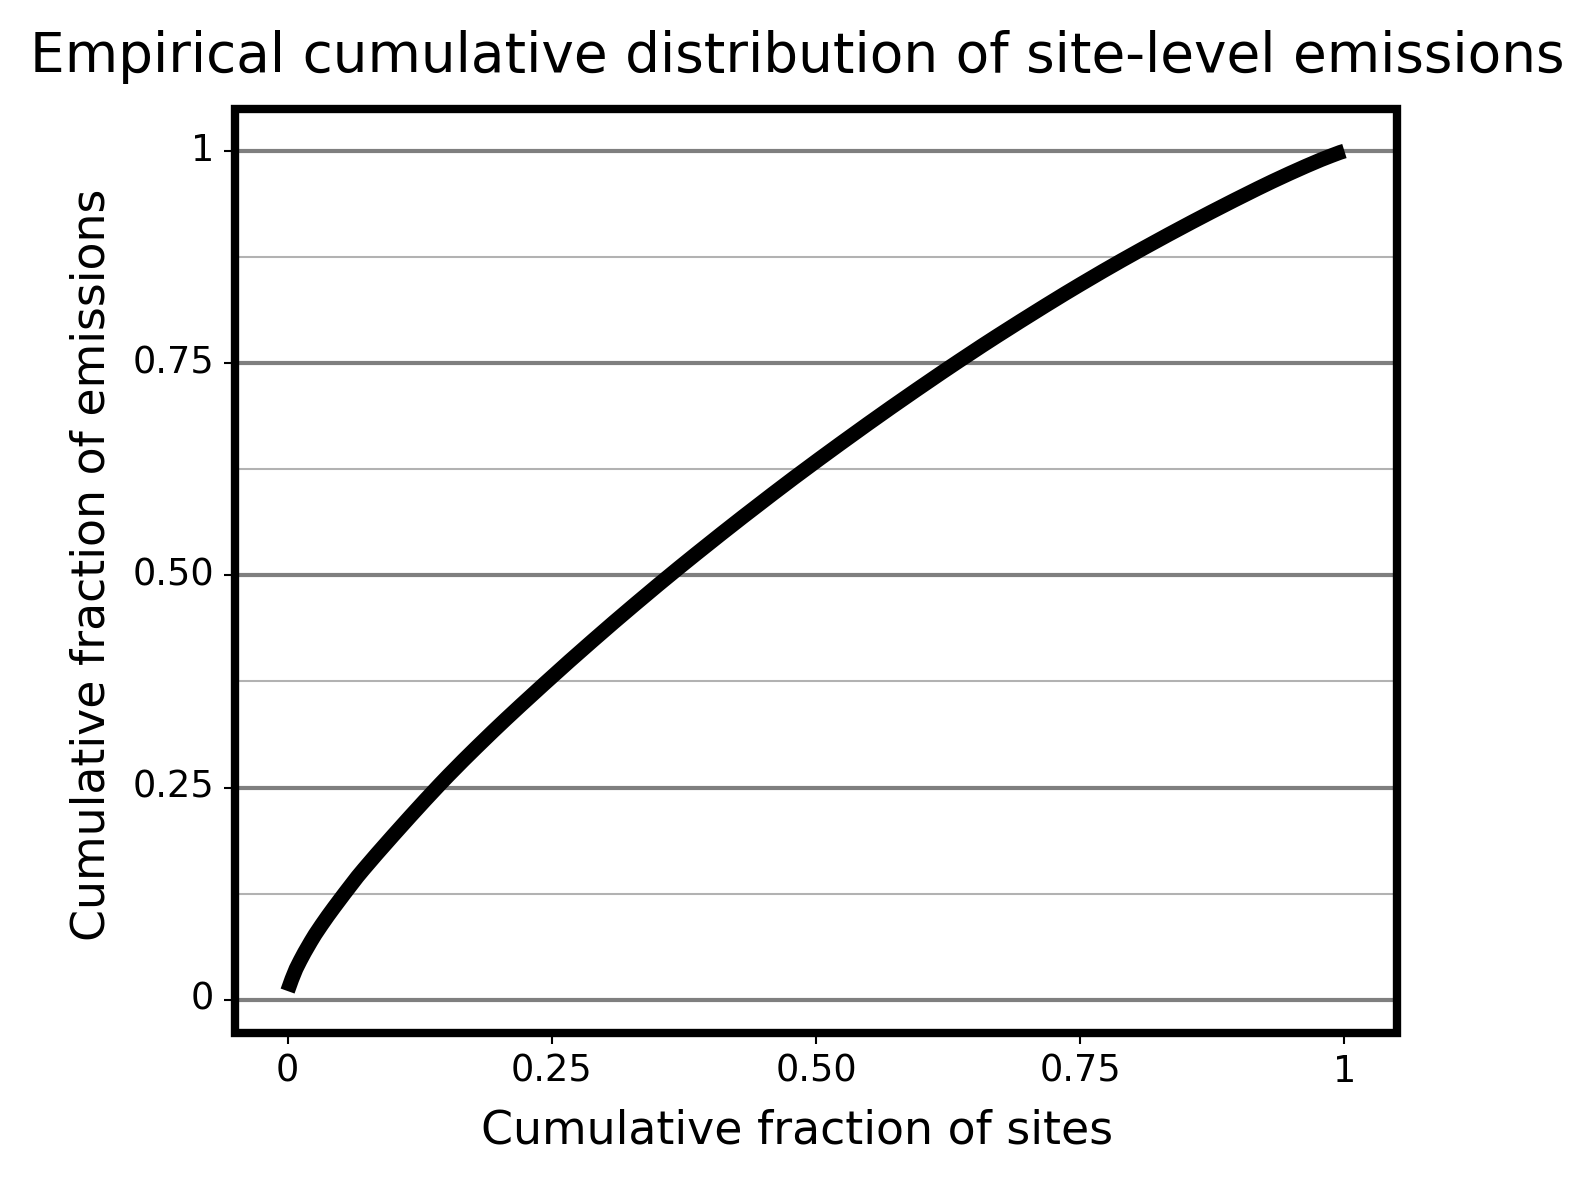 Empirical cumulative distribution of site-level emissions
Cumulative fraction of emissions
1
0.75
0.50
0.25
0
0 0.25 0.50 0.75 1
Cumulative fraction of sites